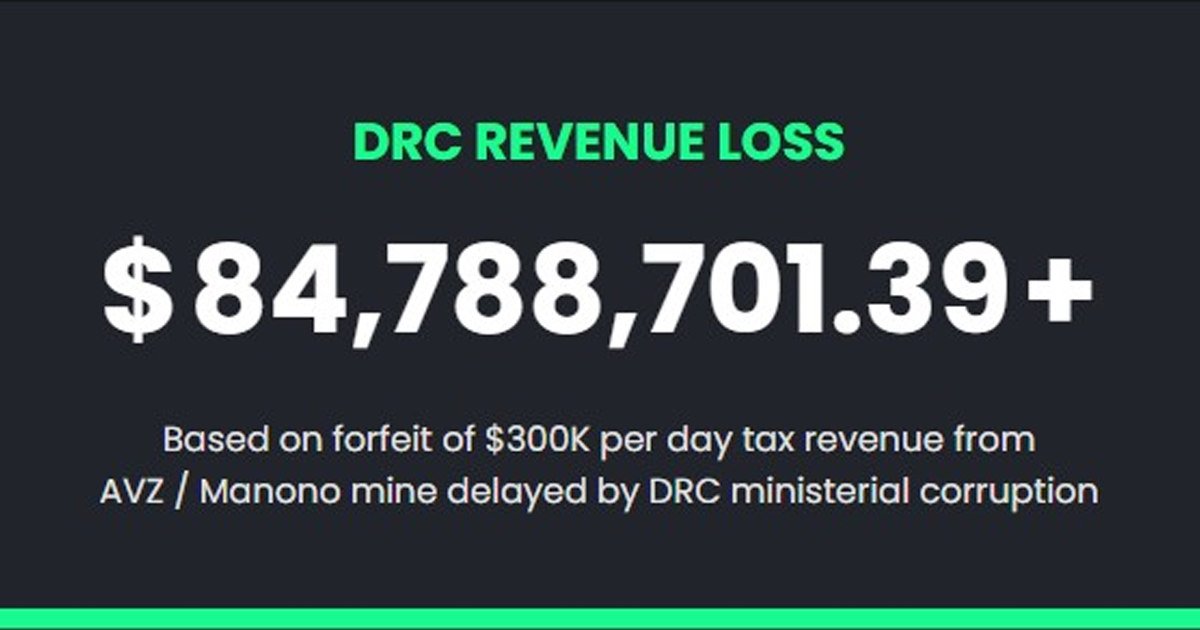 DRC REVENUE LOSS
$84,788,701.39+
Based on forfeit of $300K per day tax revenue from
AVZ / Manono mine delayed by DRC ministerial corruption